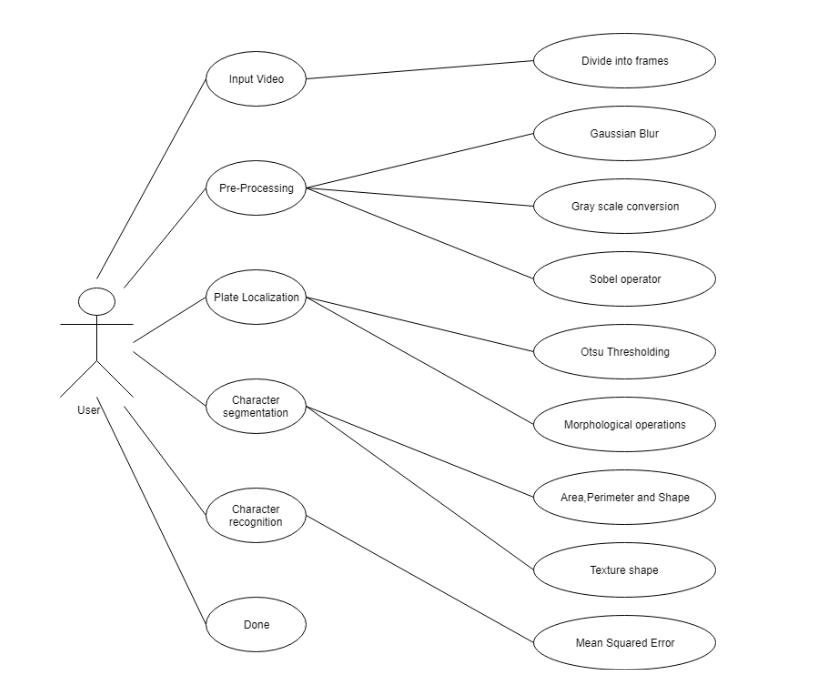 Input Video
Divide into frames
Gaussian Blur
Pre-Processing
Gray scale conversion
Sobel operator
Plate Localization
Otsu Thresholding
Character
segmentation
User
Morphological operations
Area,Perimeter and Shape
Character
recognition
Texture shape
Done
Mean Squared Error